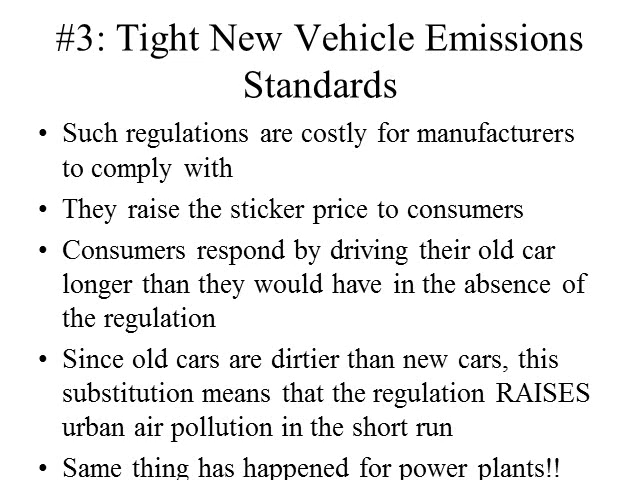 #3: Tight New Vehicle Emissions
Standards
• Such regulations are costly for manufacturers
to comply with
• They raise the sticker price to consumers
• Consumers respond by driving their old car
longer than they would have in the absence of
the regulation
• Since old cars are dirtier than new cars, this
substitution means that the regulation RAISES
urban air pollution in the short run
• Same thing has happened for power plants!!